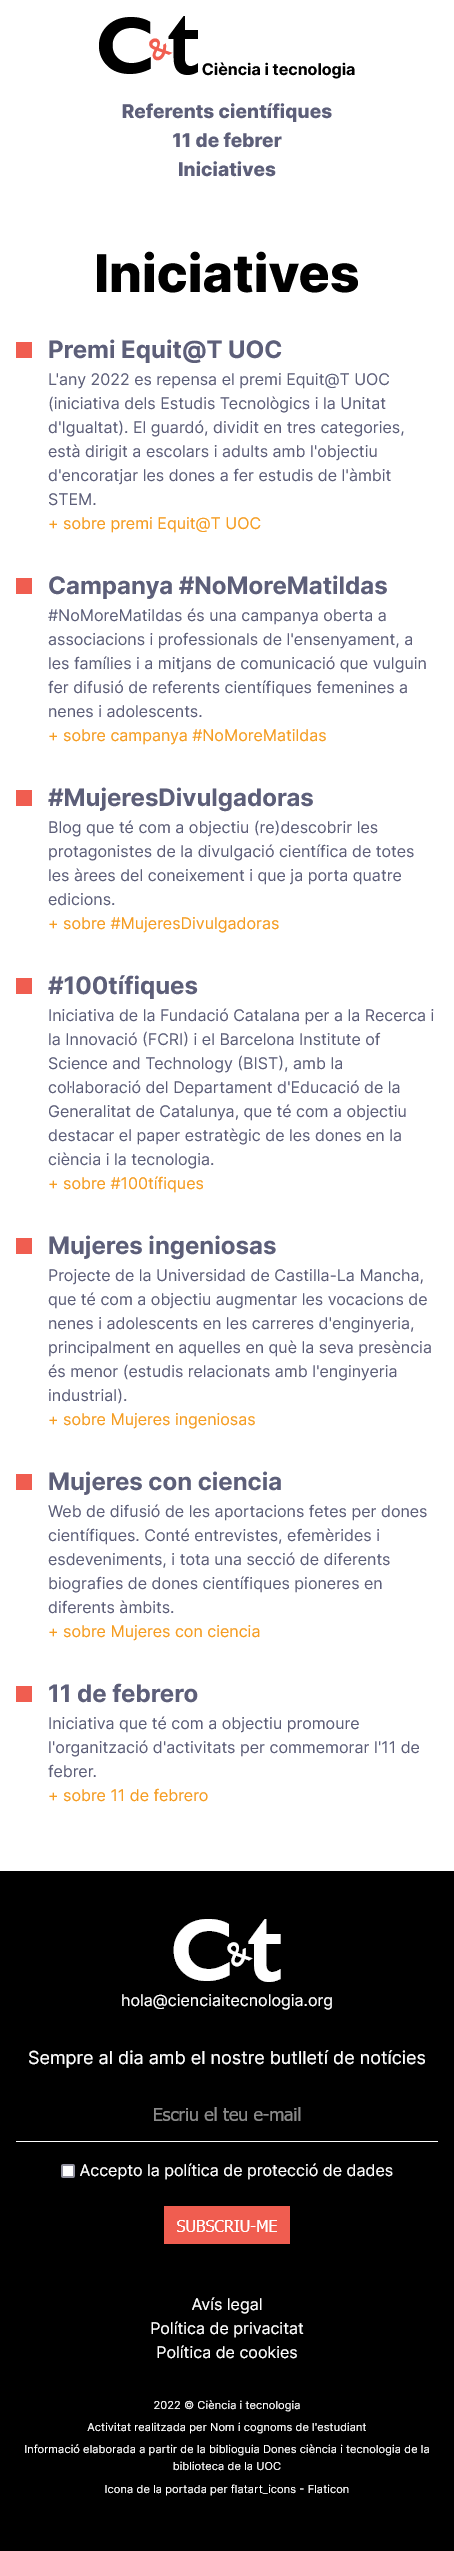 C&t Ciència i tecnologia
Referents científiques
11 de febrer
Iniciatives
Iniciatives
Premi Equit@T UOC
L'any 2022 es repensa el premi Equit@T UOC
(iniciativa dels Estudis Tecnològics i la Unitat
d'Igualtat). El guardó, dividit en tres categories,
està dirigit a escolars i adults amb l'objectiu
d'encoratjar les dones a fer estudis de l'àmbit
STEM.
+ sobre premi Equit@T UOC
Campanya #NoMoreMatildas
#NoMoreMatildas és una campanya oberta a
associacions i professionals de l'ensenyament, a
les famílies i a mitjans de comunicació que vulguin
fer difusió de referents científiques femenines a
nenes i adolescents.
+ sobre campanya #NoMoreMatildas
#MujeresDivulgadoras
Blog que té com a objectiu (re)descobrir les
protagonistes de la divulgació científica de totes
les àrees del coneixement i que ja porta quatre
edicions.
+ sobre #MujeresDivulgadoras
#100tífiques
Iniciativa de la Fundació Catalana per a la Recerca i
la Innovació (FCRI) i el Barcelona Institute of
Science and Technology (BIST), amb la
col·laboració del Departament d'Educació de la
Generalitat de Catalunya, que té com a objectiu
destacar el paper estratègic de les dones en la
ciència i la tecnologia.
+ sobre #100tífiques
Mujeres ingeniosas
Projecte de la Universidad de Castilla-La Mancha,
que té com a objectiu augmentar les vocacions de
nenes i adolescents en les carreres d'enginyeria,
principalment en aquelles en què la seva presència
és menor (estudis relacionats amb l'enginyeria
industrial).
+ sobre Mujeres ingeniosas
Mujeres con ciencia
Web de difusió de les aportacions fetes per dones
científiques. Conté entrevistes, efemèrides i
esdeveniments, i tota una secció de diferents
biografies de dones científiques pioneres en
diferents àmbits.
+ sobre Mujeres con ciencia
11 de febrero
Iniciativa que té com a objectiu promoure
l'organització d'activitats per commemorar l'11 de
febrer.
+ sobre 11 de febrero
C&t
hola@cienciaitecnologia.org
Sempre al dia amb el nostre butlletí de notícies
Escriu el teu e-mail
Accepto la política de protecció de dades
SUBSCRIU-ME
Avís legal
Política de privacitat
Política de cookies
2022 © Ciència i tecnologia
Activitat realitzada per Nom i cognoms de l'estudiant
Informació elaborada a partir de la biblioguia Dones ciència i tecnologia de la
biblioteca de la UOC
Icona de la portada per flatart_icons - Flaticon